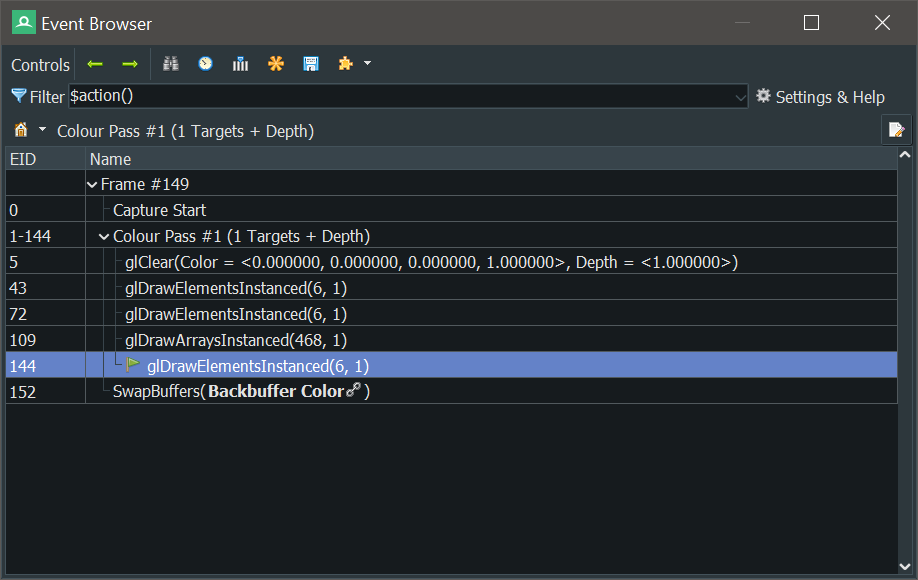 Event Browser
Controls
Filter $action() Settings & Help
Colour Pass #1 (1 Targets + Depth)
EID Name
Frame #149
0 Capture Start
1-144 Colour Pass #1 (1 Targets + Depth)
5 glClear(Color = <0.000000, 0.000000, 0.000000, 1.000000>, Depth = <1.000000>)
43 glDrawElementsInstanced(6, 1)
72 glDrawElementsInstanced(6, 1)
109 glDrawArraysInstanced(468, 1)
144 glDrawElementsInstanced(6, 1)
152 SwapBuffers(Backbuffer Color)